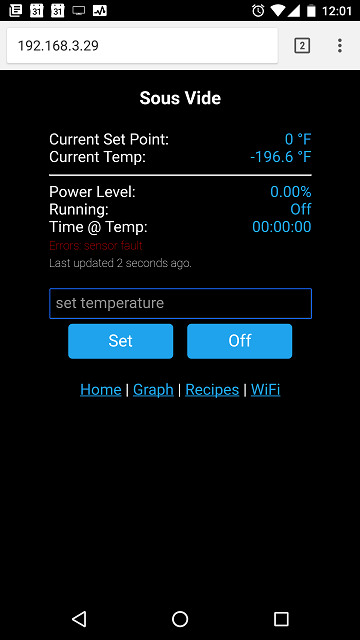 31 31 12:01
192.168.3.29 2
Sous Vide
Current Set Point: 0 °F
Current Temp: -196.6 °F
Power Level: 0.00%
Running: Off
Time @ Temp: 00:00:00
Errors: sensor fault
Last updated 2 seconds ago.
set temperature
Set Off
Home | Graph | Recipes | WiFi